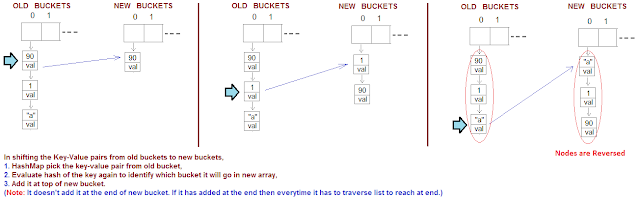 OLD BUCKETS NEW BUCKETS
0 1 0 1
90 val
1 val
"a" val
90 val
OLD BUCKETS NEW BUCKETS
0 1 0 1
90 val
1 val
"a" val
1 val
90 val
OLD BUCKETS NEW BUCKETS
0 1 0 1
90 val
1 val
"a" val
"a" val
1 val
90 val
Nodes are Reversed
In shifting the Key-Value pairs from old buckets to new buckets,
1. HashMap pick the key-value pair from old bucket,
2. Evaluate hash of the key again to identify which bucket it will go in new array,
3. Add it at top of new bucket.
(Note: It doesn't add it at the end of new bucket. If it has added at the end then everytime it has to traverse list to reach at end.)